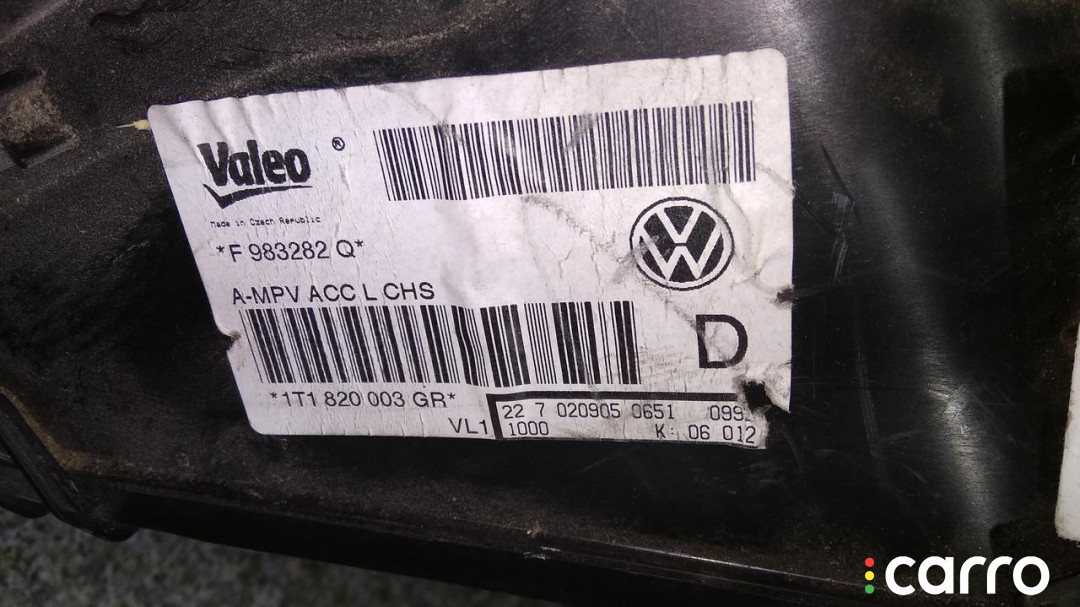 Valeo ®
Made in Czech Republic
*F 983282 Q*
A-MPV ACC L CHS
D
*1T1 820 003 GR*
VL1
22 7 020905 0651 099
1000 K: 06 012
carro